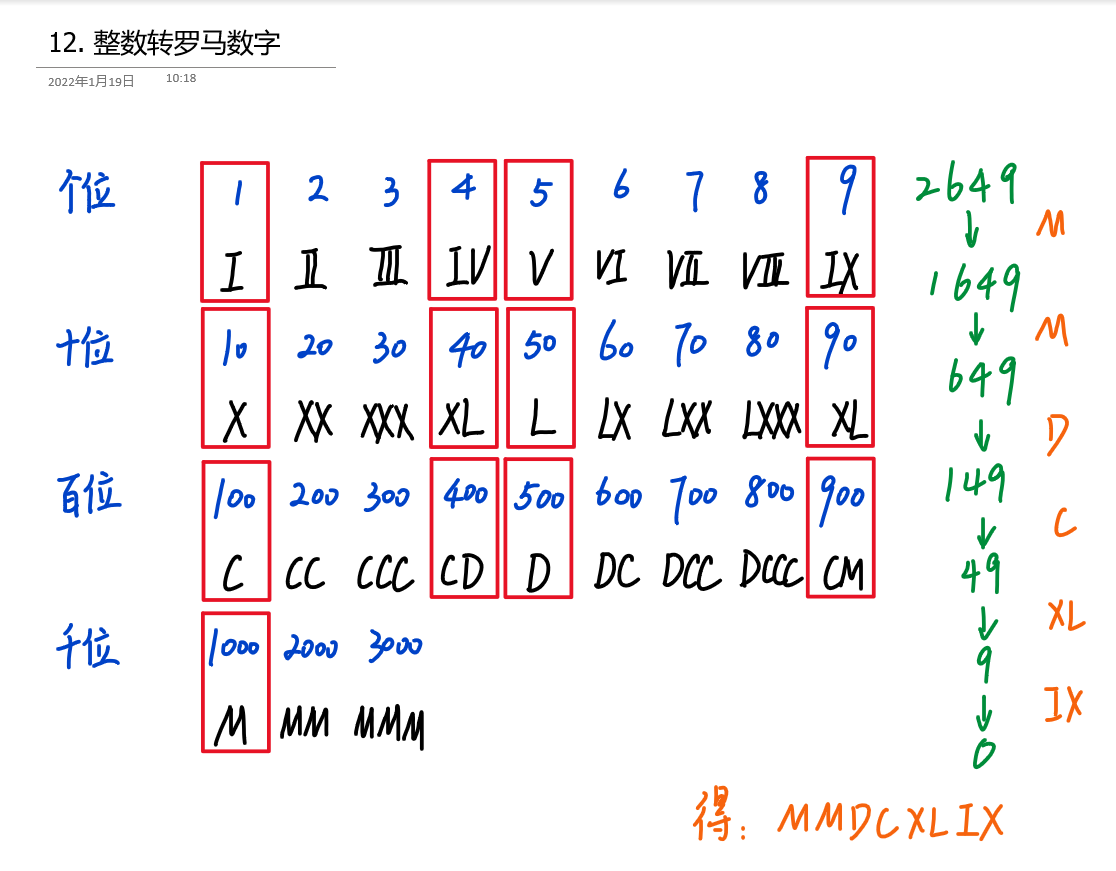 12. 整数转罗马数字
2022年1月19日 10:18
个位 1 2 3 4 5 6 7 8 9
I II III IV V VI VII VIII IX
十位 10 20 30 40 50 60 70 80 90
X XX XXX XL L LX LXX LXXX XL
百位 100 200 300 400 500 600 700 800 900
C CC CCC CD D DC DCC DCCC CM
千位 1000 2000 3000
M MM MMM
2649
↓ M
1649
↓ M
649
↓ D
149
↓ C
49
↓ XL
9
↓ IX
0
得: MMDCXLIX